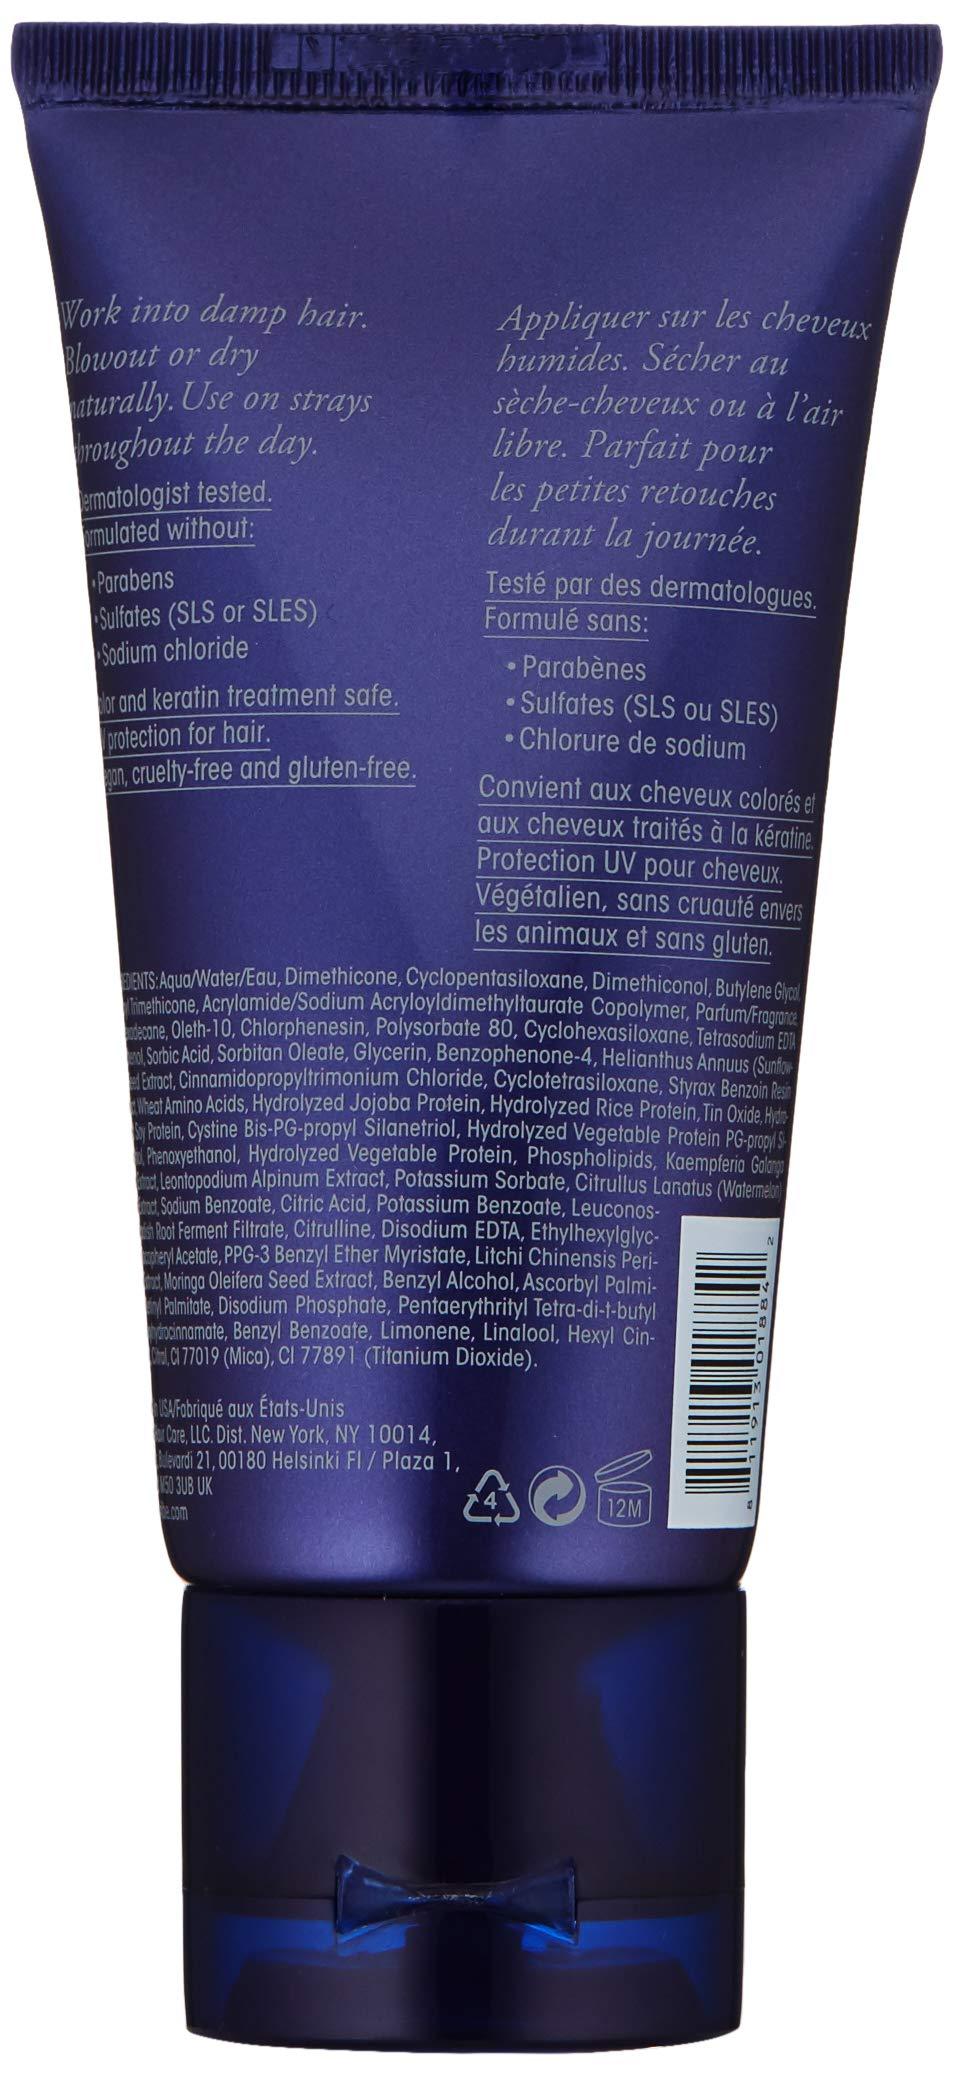 Work into damp hair.
Blowout or dry
naturally. Use on strays
throughout the day.
Dermatologist tested.
Formulated without:
• Parabens
• Sulfates (SLS or SLES)
• Sodium chloride
Color and keratin treatment safe.
UV protection for hair.
Vegan, cruelty-free and gluten-free.
Appliquer sur les cheveux
humides. Sécher au
sèche-cheveux ou à l'air
libre. Parfait pour
les petites retouches
durant la journée.
Testé par des dermatologues.
Formulé sans:
• Parabènes
• Sulfates (SLS ou SLES)
• Chlorure de sodium
Convient aux cheveux colorés et
aux cheveux traités à la kératine.
Protection UV pour cheveux.
Végétalien, sans cruauté envers
les animaux et sans gluten.
Aqua/Water/Eau, Dimethicone, Cyclopentasiloxane, Dimethiconol, Butylene Glycol,
Trimethicone, Acrylamide/Sodium Acryloyldimethyltaurate Copolymer, Parfum/Fragrance,
Oleth-10, Chlorphenesin, Polysorbate 80, Cyclohexasiloxane, Tetrasodium EDTA
Sorbic Acid, Sorbitan Oleate, Glycerin, Benzophenone-4, Helianthus Annuus (Sunflow-
Extract, Cinnamidopropyltrimonium Chloride, Cyclotetrasiloxane, Styrax Benzoin Resin
Wheat Amino Acids, Hydrolyzed Jojoba Protein, Hydrolyzed Rice Protein, Tin Oxide, Hydro-
Soy Protein, Cystine Bis-PG-propyl Silanetriol, Hydrolyzed Vegetable Protein PG-propyl Si-
Phenoxyethanol, Hydrolyzed Vegetable Protein, Phospholipids, Kaempferia Galanga
Extract, Leontopodium Alpinum Extract, Potassium Sorbate, Citrullus Lanatus (Watermelon)
Sodium Benzoate, Citric Acid, Potassium Benzoate, Leuconos-
Root Ferment Filtrate, Citrulline, Disodium EDTA, Ethylhexylglyc-
Acetate, PPG-3 Benzyl Ether Myristate, Litchi Chinensis Peri-
Moringa Oleifera Seed Extract, Benzyl Alcohol, Ascorbyl Palmi-
Palmitate, Disodium Phosphate, Pentaerythrityl Tetra-di-t-butyl
Benzyl Benzoate, Limonene, Linalool, Hexyl Cin-
CI 77019 (Mica), CI 77891 (Titanium Dioxide).
USA/Fabriqué aux États-Unis
Care, LLC. Dist. New York, NY 10014,
21, 00180 Helsinki FI / Plaza 1,
M50 3UB UK
4
12M
8 11913 01884 2